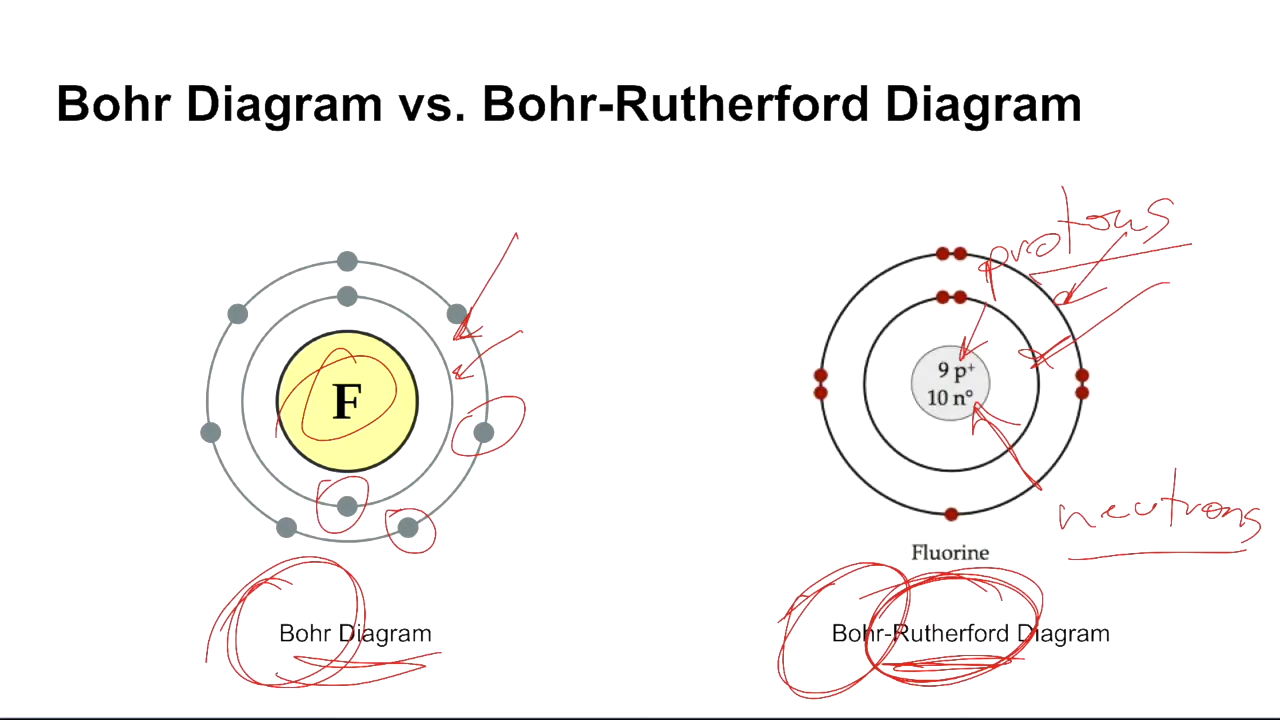 Bohr Diagram vs. Bohr-Rutherford Diagram
protons
F
9 p⁺
10 n°
neutrons
Fluorine
Bohr Diagram
Bohr-Rutherford Diagram